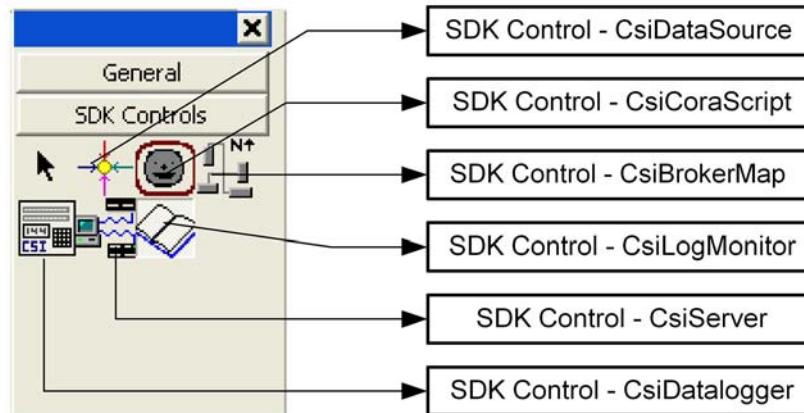 General
SDK Controls
N
144
CSI
SDK Control - CsiDataSource
SDK Control - CsiCoraScript
SDK Control - CsiBrokerMap
SDK Control - CsiLogMonitor
SDK Control - CsiServer
SDK Control - CsiDatalogger